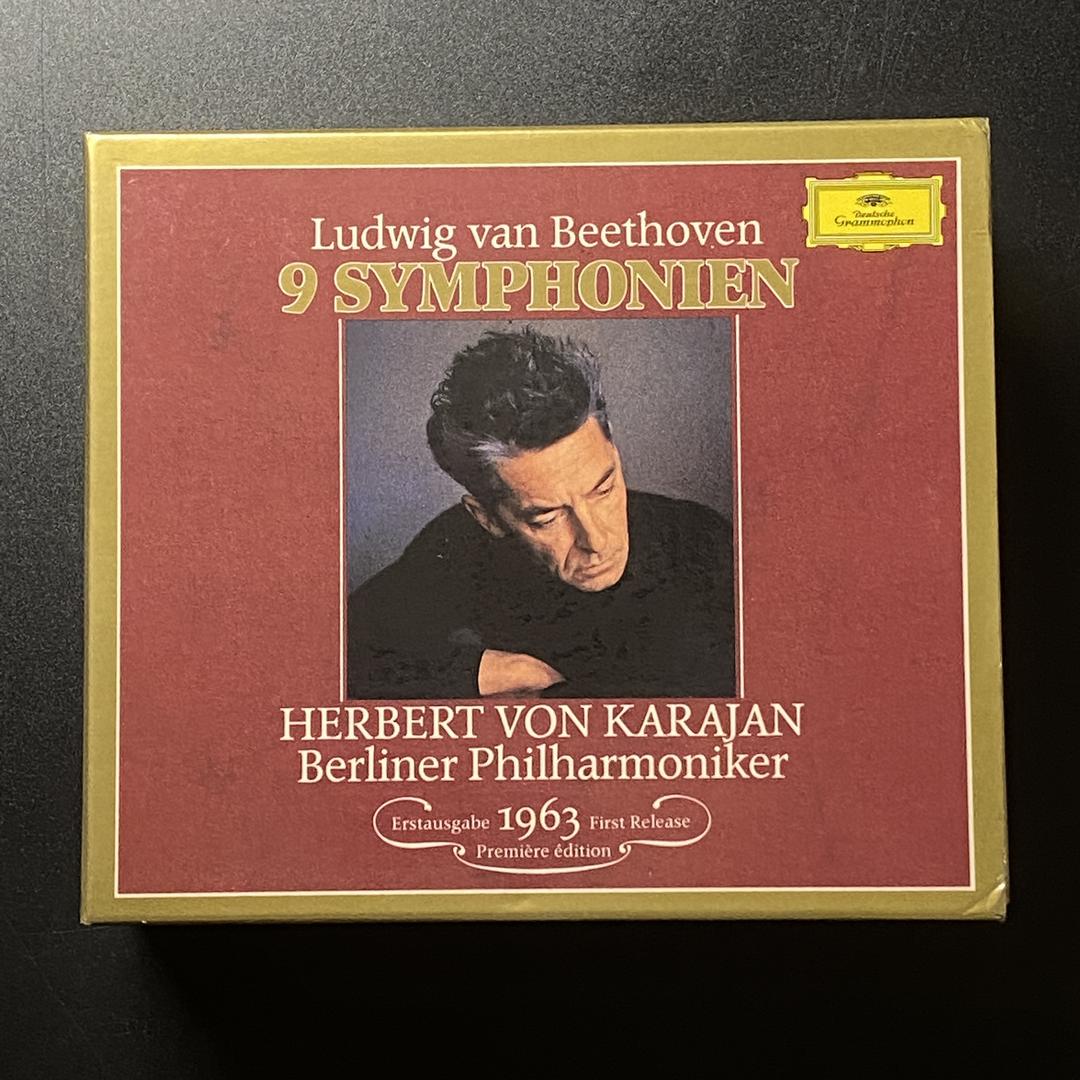 Deutsche
Grammophon
Ludwig van Beethoven
9 SYMPHONIEN
HERBERT VON KARAJAN
Berliner Philharmoniker
Erstausgabe 1963 First Release
Première édition